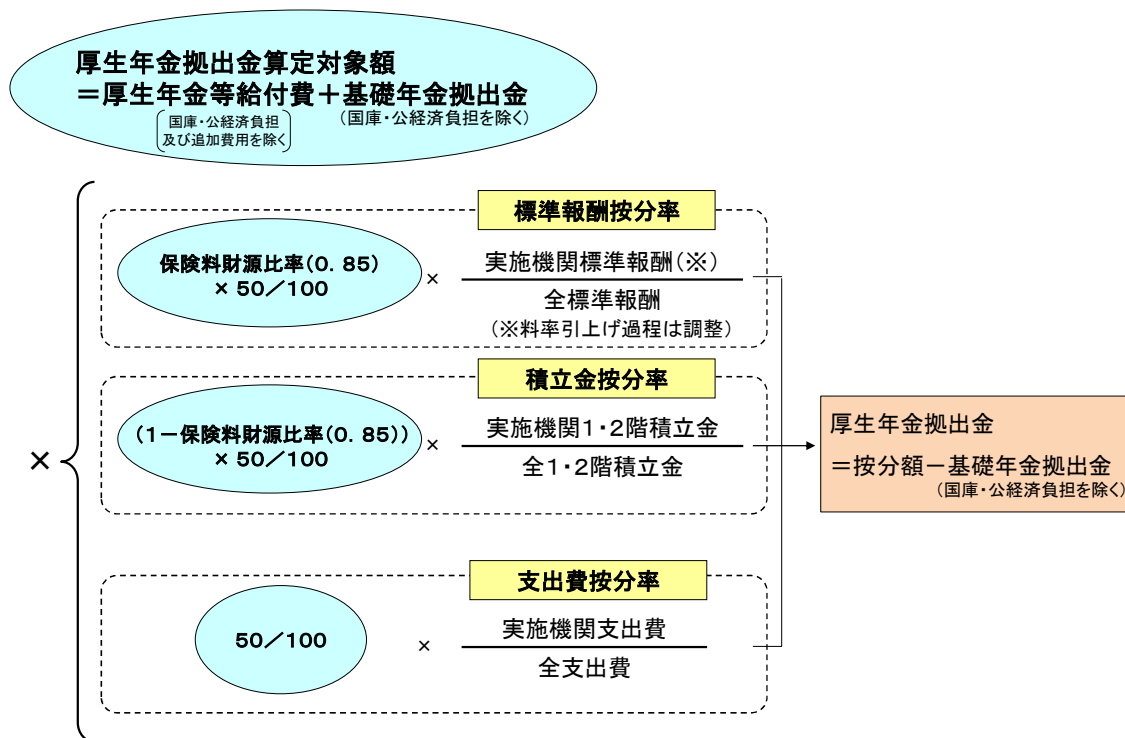 厚生年金拠出金算定対象額
＝厚生年金等給付費＋基礎年金拠出金
国庫・公経済負担
及び追加費用を除く
(国庫・公経済負担を除く)
×
標準報酬按分率
保険料財源比率(０．８５)
× ５０／１００
×
実施機関標準報酬(※)
全標準報酬
(※料率引上げ過程は調整)
積立金按分率
(１－保険料財源比率(０．８５))
× ５０／１００
×
実施機関１・２階積立金
全１・２階積立金
支出費按分率
５０／１００
×
実施機関支出費
全支出費
厚生年金拠出金
＝按分額－基礎年金拠出金
(国庫・公経済負担を除く)